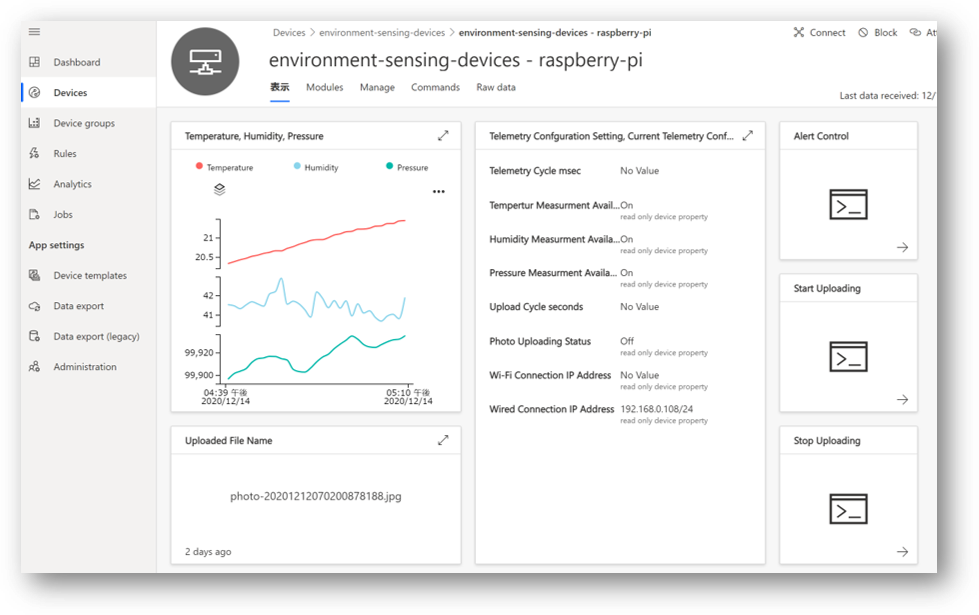 Dashboard
Devices
Device groups
Rules
Analytics
Jobs
App settings
Device templates
Data export
Data export (legacy)
Administration
Devices > environment-sensing-devices > environment-sensing-devices - raspberry-pi
Connect
Block
At
environment-sensing-devices - raspberry-pi
表示
Modules
Manage
Commands
Raw data
Last data received: 12/
Temperature, Humidity, Pressure
Temperature
Humidity
Pressure
21
20.5
42
41
99,920
99,900
04:39 午後
2020/12/14
05:10 午後
2020/12/14
Uploaded File Name
photo-20201212070200878188.jpg
2 days ago
Telemetry Confguration Setting, Current Telemetry Conf...
Telemetry Cycle msec No Value
Tempertur Measurment Avail... On
read only device property
Humidity Measurment Availa... On
read only device property
Pressure Measurment Availa... On
read only device property
Upload Cycle seconds No Value
Photo Uploading Status Off
read only device property
Wi-Fi Connection IP Address No Value
read only device property
Wired Connection IP Address 192.168.0.108/24
read only device property
Alert Control
Start Uploading
Stop Uploading